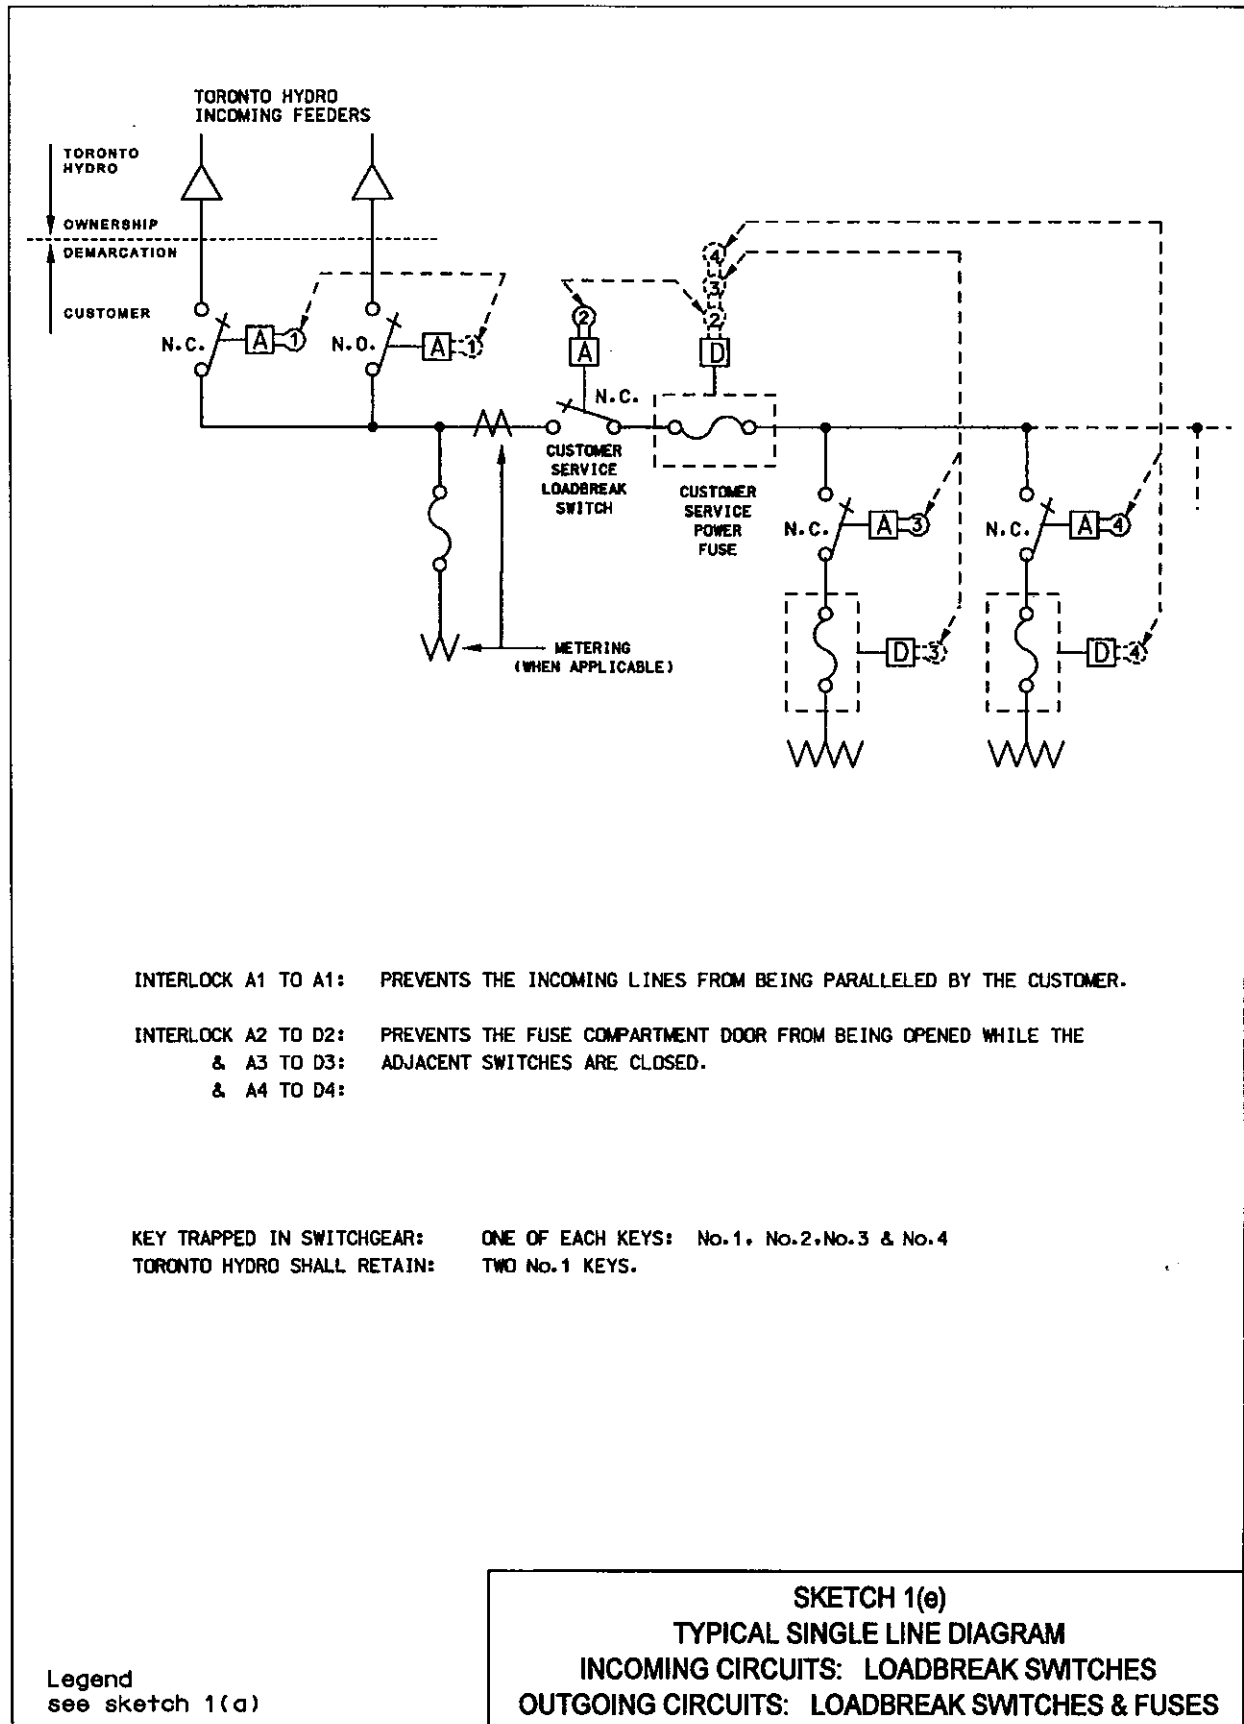 TORONTO HYDRO
INCOMING FEEDERS
TORONTO
HYDRO
OWNERSHIP
DEMARCATION
CUSTOMER
N.C.
A
1
N.O.
A
1
2
A
N.C.
4
3
2
D
CUSTOMER
SERVICE
LOADBREAK
SWITCH
CUSTOMER
SERVICE
POWER
FUSE
N.C.
A
3
N.C.
A
4
D
3
D
4
METERING
(WHEN APPLICABLE)
INTERLOCK A1 TO A1: PREVENTS THE INCOMING LINES FROM BEING PARALLELED BY THE CUSTOMER.
INTERLOCK A2 TO D2: PREVENTS THE FUSE COMPARTMENT DOOR FROM BEING OPENED WHILE THE
& A3 TO D3: ADJACENT SWITCHES ARE CLOSED.
& A4 TO D4:
KEY TRAPPED IN SWITCHGEAR: ONE OF EACH KEYS: No.1, No.2,No.3 & No.4
TORONTO HYDRO SHALL RETAIN: TWO No.1 KEYS.
SKETCH 1(e)
TYPICAL SINGLE LINE DIAGRAM
INCOMING CIRCUITS: LOADBREAK SWITCHES
OUTGOING CIRCUITS: LOADBREAK SWITCHES & FUSES
Legend
see sketch 1(a)